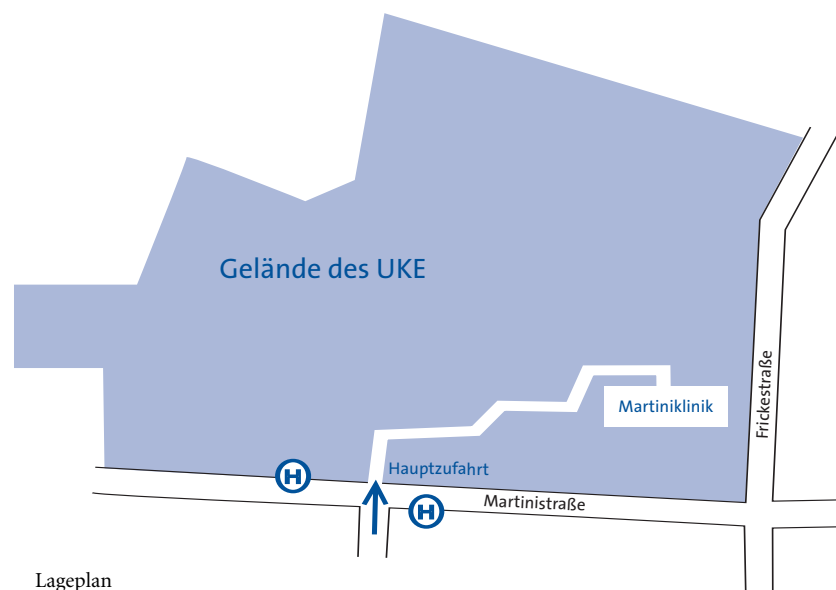 Gelände des UKE
Frickestraße
Martiniklinik
Hauptzufahrt
H
H
Martinistraße
Lageplan